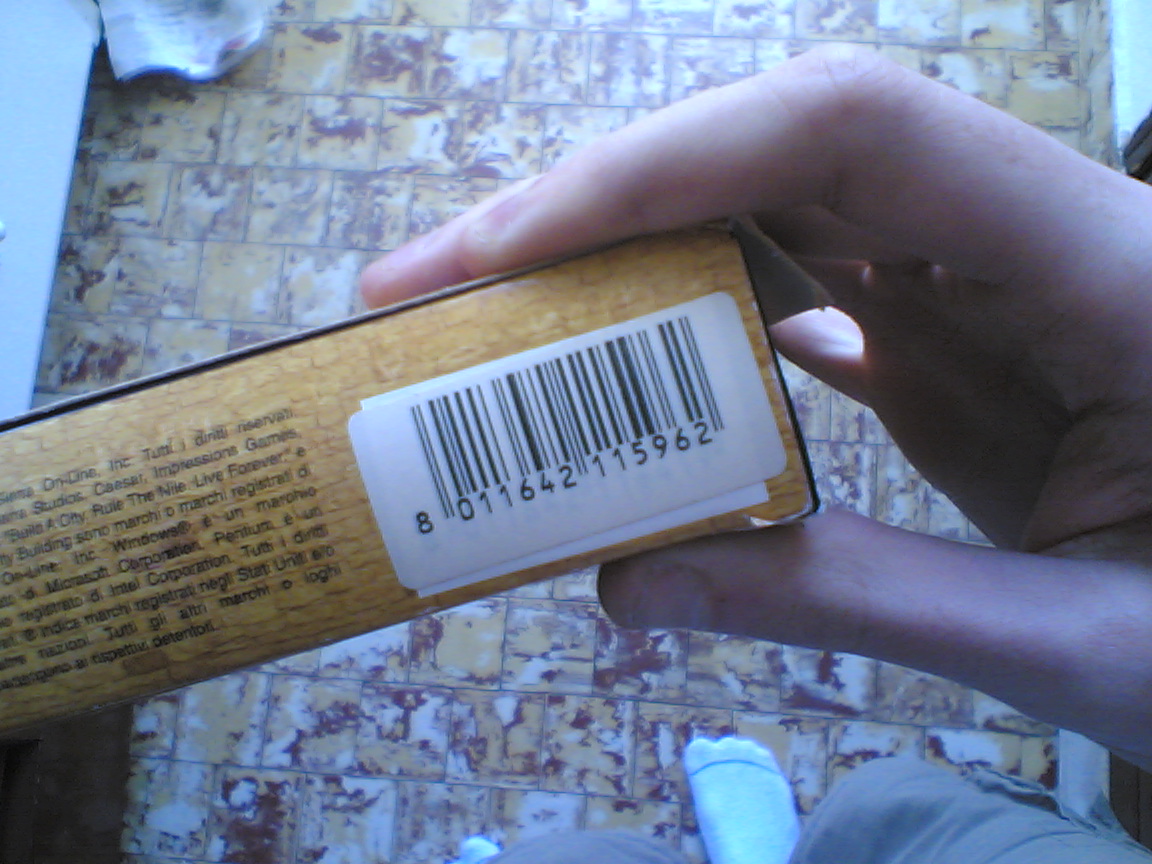 Sierra On-Line, Inc. Tutti i diritti riservati.
Studios, Caesar, Impressions Games,
Build A City, Rule The Nile, Live Forever." e
City Building sono marchi o marchi registrati di
On-Line, Inc. Windows® è un marchio
di Microsoft Corporation. Pentium è un
registrato di Intel Corporation. Tutti i diritti
® indica marchi registrati negli Stati Uniti e/o
altre nazioni. Tutti gli altri marchi o loghi
ai rispettivi detentori.
8 011642 115962